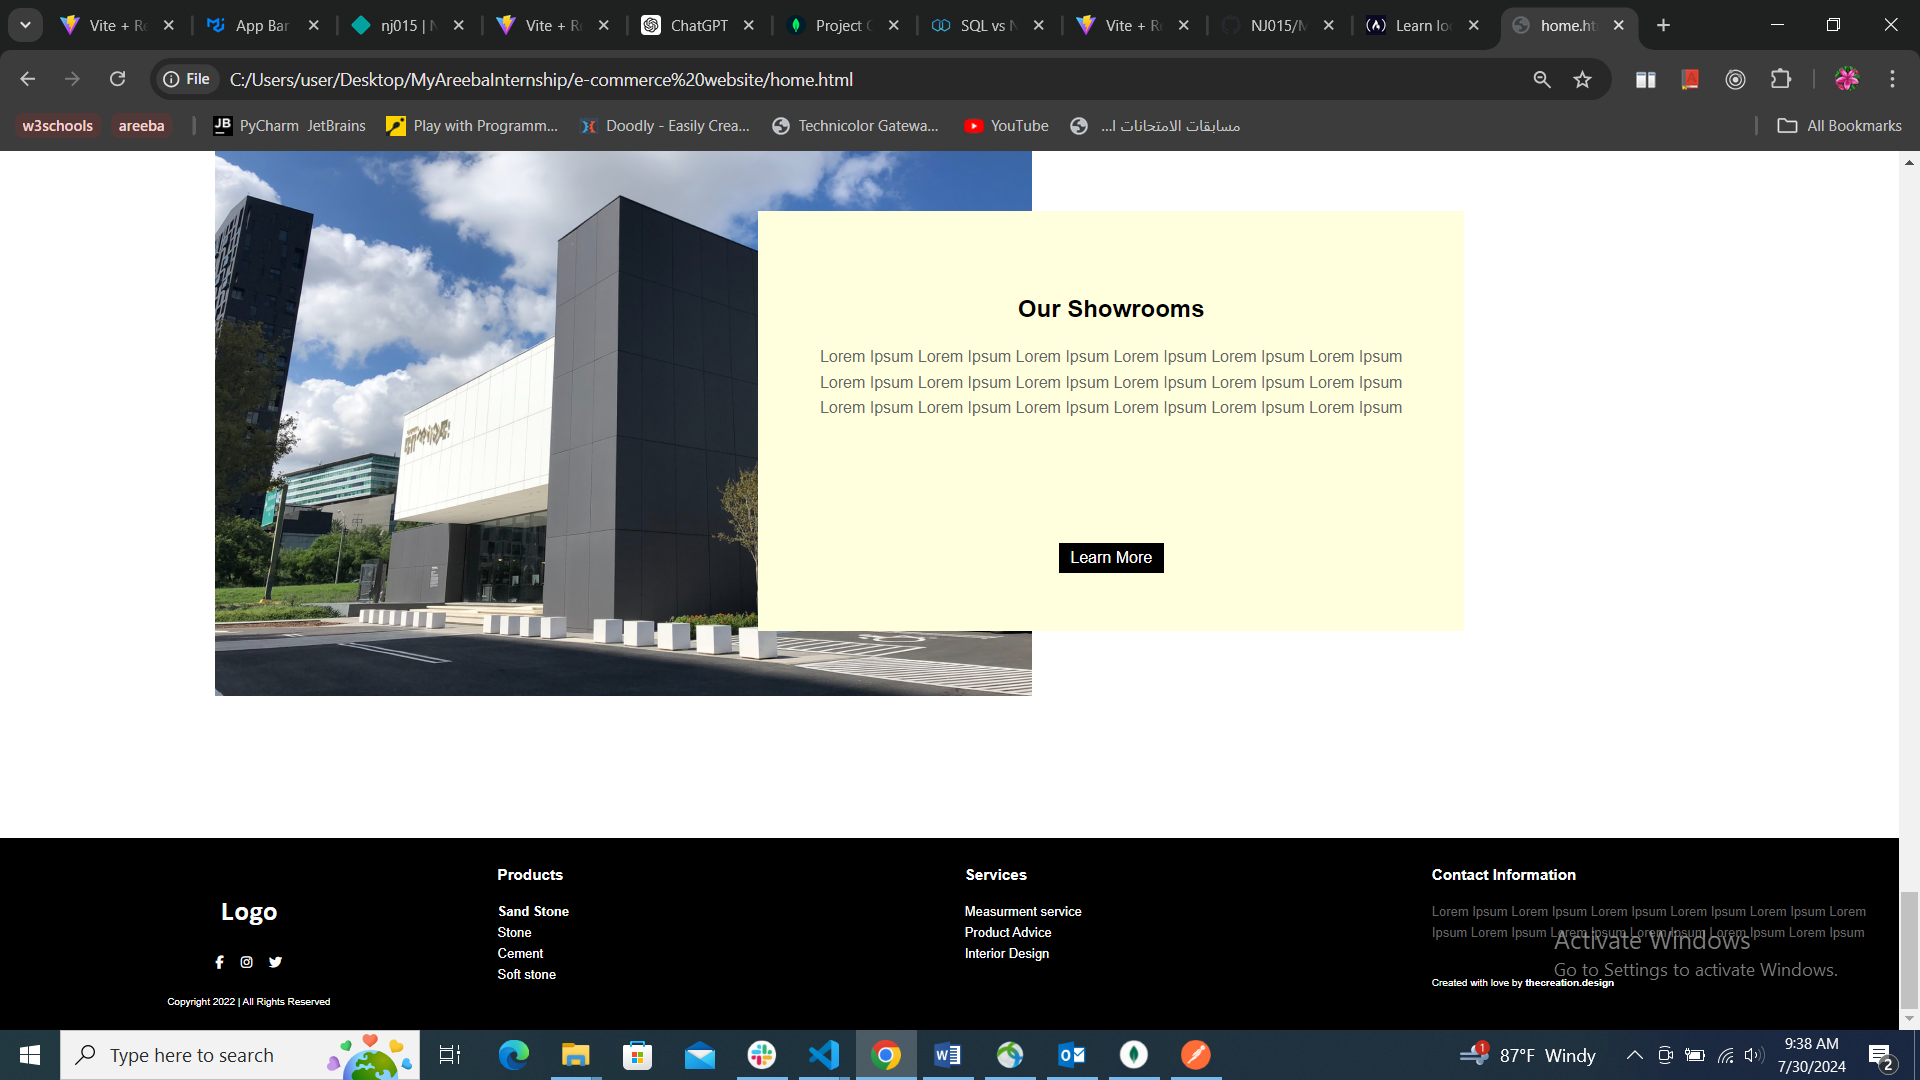 Vite + Re
App Bar
nj015 | N
Vite + Re
ChatGPT
Project C
SQL vs N
Vite + Re
NJ015/M
Learn loc
home.ht
File
C:/Users/user/Desktop/MyAreebaInternship/e-commerce%20website/home.html
w3schools
areeba
PyCharm JetBrains
Play with Programm...
Doodly - Easily Crea...
Technicolor Gatewa...
YouTube
مسابقات الامتحانات ا...
All Bookmarks
Our Showrooms
Lorem Ipsum Lorem Ipsum Lorem Ipsum Lorem Ipsum Lorem Ipsum Lorem Ipsum
Lorem Ipsum Lorem Ipsum Lorem Ipsum Lorem Ipsum Lorem Ipsum Lorem Ipsum
Lorem Ipsum Lorem Ipsum Lorem Ipsum Lorem Ipsum Lorem Ipsum Lorem Ipsum
Learn More
Logo
Copyright 2022 | All Rights Reserved
Products
Sand Stone
Stone
Cement
Soft stone
Services
Measurment service
Product Advice
Interior Design
Contact Information
Lorem Ipsum Lorem Ipsum Lorem Ipsum Lorem Ipsum Lorem Ipsum Lorem
Ipsum Lorem Ipsum Lorem Ipsum Lorem Ipsum Lorem Ipsum Lorem Ipsum
Created with love by thecreation.design
Activate Windows
Go to Settings to activate Windows.
Type here to search
1
87°F Windy
9:38 AM
7/30/2024
2